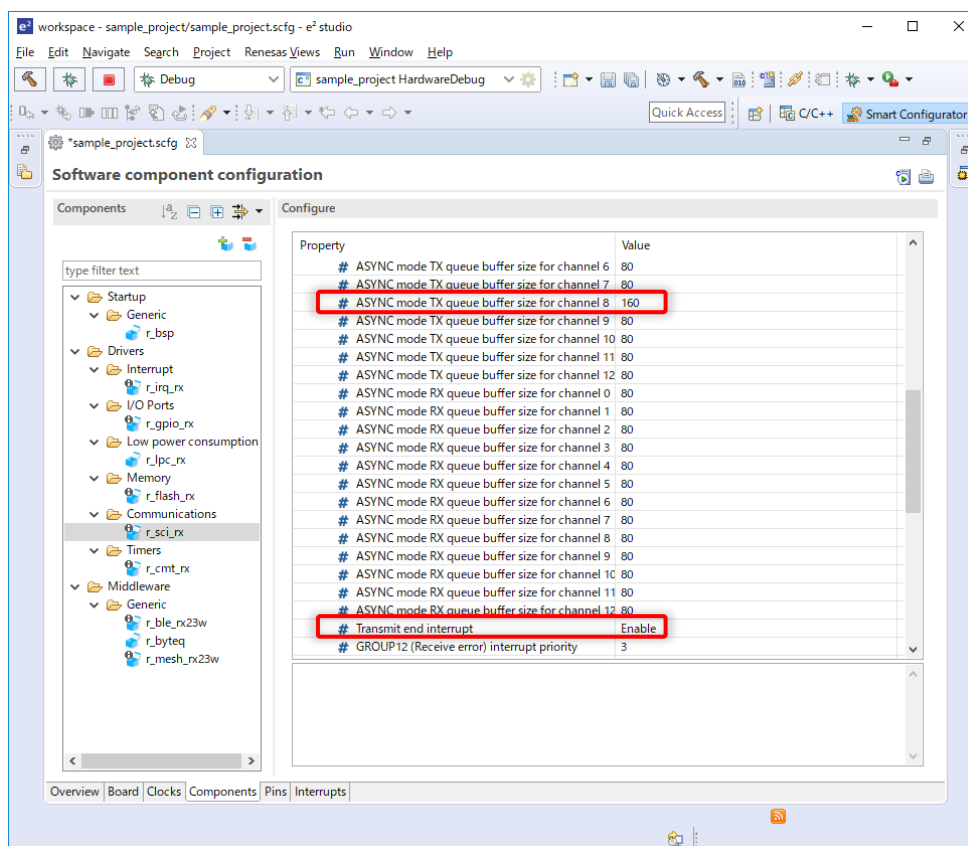 workspace - sample_project/sample_project.scfg - e² studio
File Edit Navigate Search Project Renesas Views Run Window Help
Debug sample_project HardwareDebug
Quick Access C/C++ Smart Configurator
*sample_project.scfg
Software component configuration
Components Configure
Property Value
type filter text
Startup
Generic
r_bsp
Drivers
Interrupt
r_irq_rx
I/O Ports
r_gpio_rx
Low power consumption
r_lpc_rx
Memory
r_flash_rx
Communications
r_sci_rx
Timers
r_cmt_rx
Middleware
Generic
r_ble_rx23w
r_byteq
r_mesh_rx23w
# ASYNC mode TX queue buffer size for channel 6 80
# ASYNC mode TX queue buffer size for channel 7 80
# ASYNC mode TX queue buffer size for channel 8 160
# ASYNC mode TX queue buffer size for channel 9 80
# ASYNC mode TX queue buffer size for channel 10 80
# ASYNC mode TX queue buffer size for channel 11 80
# ASYNC mode TX queue buffer size for channel 12 80
# ASYNC mode RX queue buffer size for channel 0 80
# ASYNC mode RX queue buffer size for channel 1 80
# ASYNC mode RX queue buffer size for channel 2 80
# ASYNC mode RX queue buffer size for channel 3 80
# ASYNC mode RX queue buffer size for channel 4 80
# ASYNC mode RX queue buffer size for channel 5 80
# ASYNC mode RX queue buffer size for channel 6 80
# ASYNC mode RX queue buffer size for channel 7 80
# ASYNC mode RX queue buffer size for channel 8 80
# ASYNC mode RX queue buffer size for channel 9 80
# ASYNC mode RX queue buffer size for channel 10 80
# ASYNC mode RX queue buffer size for channel 11 80
# ASYNC mode RX queue buffer size for channel 12 80
# Transmit end interrupt Enable
# GROUP12 (Receive error) interrupt priority 3
Overview Board Clocks Components Pins Interrupts